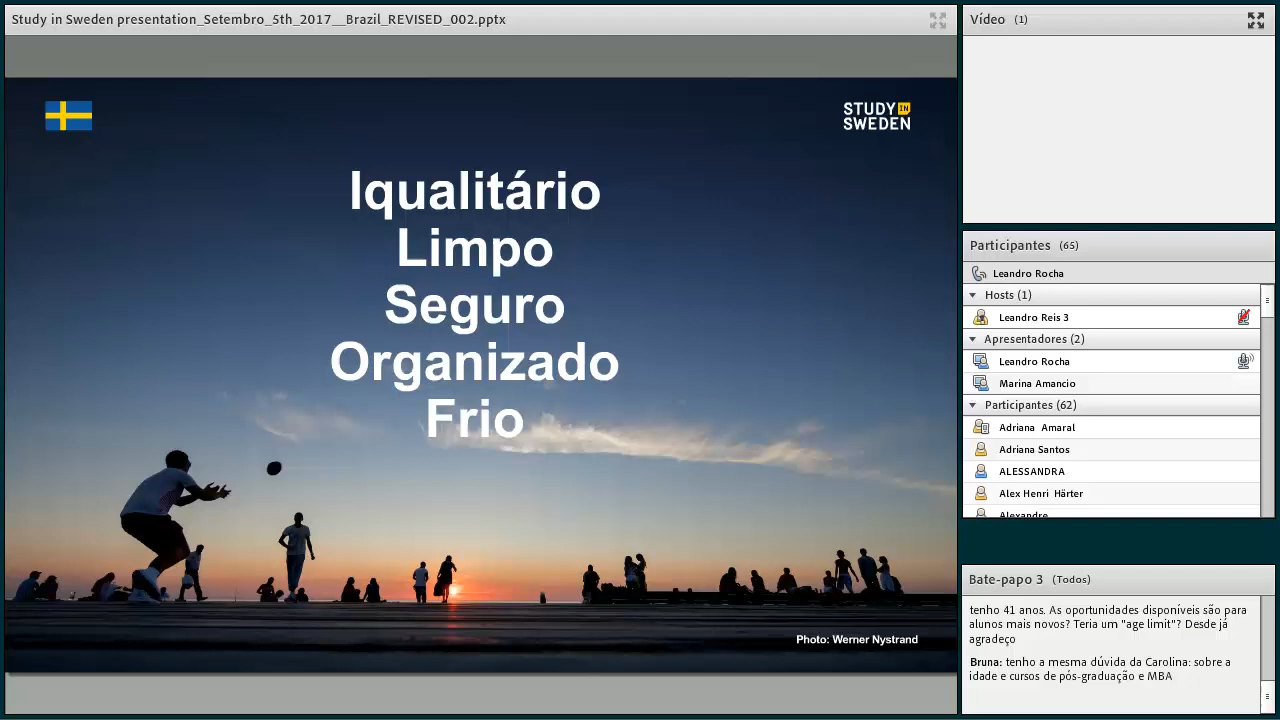 Study in Sweden presentation_Setembro_5th_2017__Brazil_REVISED_002.pptx
STUDY IN
SWEDEN
Iqualitário
Limpo
Seguro
Organizado
Frio
Photo: Werner Nystrand
Vídeo (1)
Participantes (65)
Leandro Rocha
Hosts (1)
Leandro Reis 3
Apresentadores (2)
Leandro Rocha
Marina Amancio
Participantes (62)
Adriana Amaral
Adriana Santos
ALESSANDRA
Alex Henri Härter
Alexandre
Bate-papo 3 (Todos)
tenho 41 anos. As oportunidades disponíveis são para
alunos mais novos? Teria um "age limit"? Desde já
agradeço
Bruna: tenho a mesma dúvida da Carolina: sobre a
idade e cursos de pós-graduação e MBA